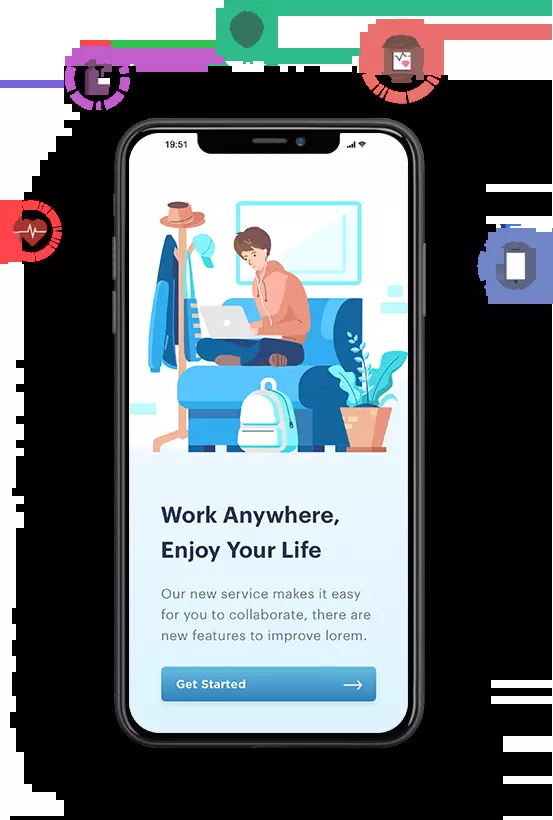 19:51
Work Anywhere,
Enjoy Your Life
Our new service makes it easy
for you to collaborate, there are
new features to improve lorem.
Get Started